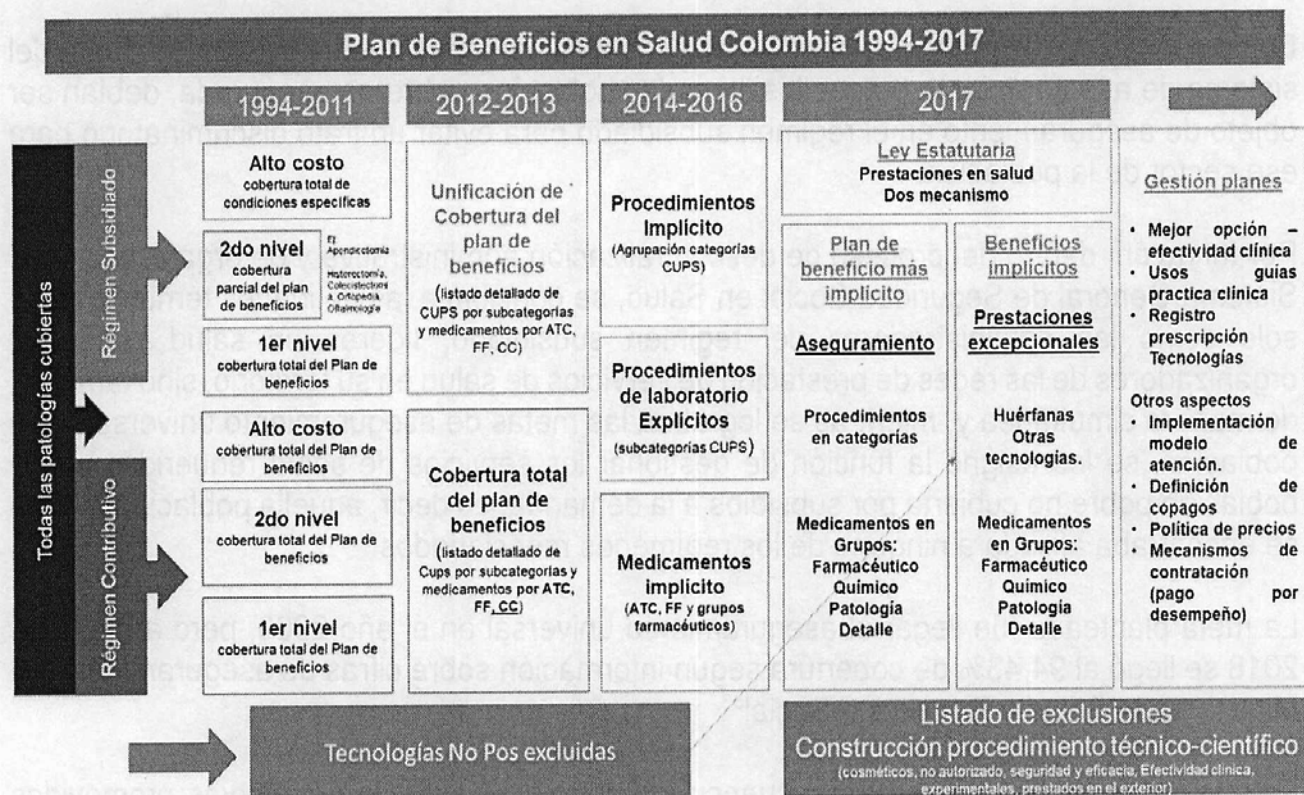 Plan de Beneficios en Salud Colombia 1994-2017
1994-2011
2012-2013
2014-2016
2017
Todas las patologías cubiertas
Régimen Subsidiado
Régimen Contributivo
Alto costo
cobertura total de
condiciones específicas
2do nivel
cobertura
parcial del plan
de beneficios
Apendicetomía
Histerectomía,
Colecistectomí
a, Ortopedia
Oftalmología
1er nivel
cobertura total del Plan de
beneficios
Alto costo
cobertura total del Plan de
beneficios
2do nivel
cobertura total del Plan de
beneficios
1er nivel
cobertura total del Plan de
beneficios
Unificación de
Cobertura del
plan de
beneficios
(listado detallado de
CUPS por subcategorías
y medicamentos por ATC,
FF, CC)
Cobertura total
del plan de
beneficios
(listado detallado de
Cups por subcategorías y
medicamentos por ATC,
FF, CC)
Procedimientos
Implícito
(Agrupación categorías
CUPS)
Procedimientos
de laboratorio
Explícitos
(subcategorías CUPS)
Medicamentos
implícito
(ATC, FF y grupos
farmacéuticos)
Ley Estatutaria
Prestaciones en salud
Dos mecanismo
Plan de
beneficio más
implícito
Aseguramiento
Procedimientos
en categorías
Medicamentos en
Grupos:
Farmacéutico
Químico
Patología
Detalle
Beneficios
implícitos
Prestaciones
excepcionales
Huérfanas
Otras
tecnologías.
Medicamentos
en Grupos:
Farmacéutico
Químico
Patología
Detalle
Gestión planes
• Mejor opción –
efectividad clínica
• Usos guías
practica clínica
• Registro
prescripción
Tecnologías
Otros aspectos
• Implementación
modelo de
atención.
• Definición de
copagos
• Política de precios
• Mecanismos de
contratación
(pago por
desempeño)
Tecnologías No Pos excluidas
Listado de exclusiones
Construcción procedimiento técnico-científico
(cosméticos, no autorizado, seguridad y eficacia, Efectividad clínica,
experimentales, prestados en el exterior)